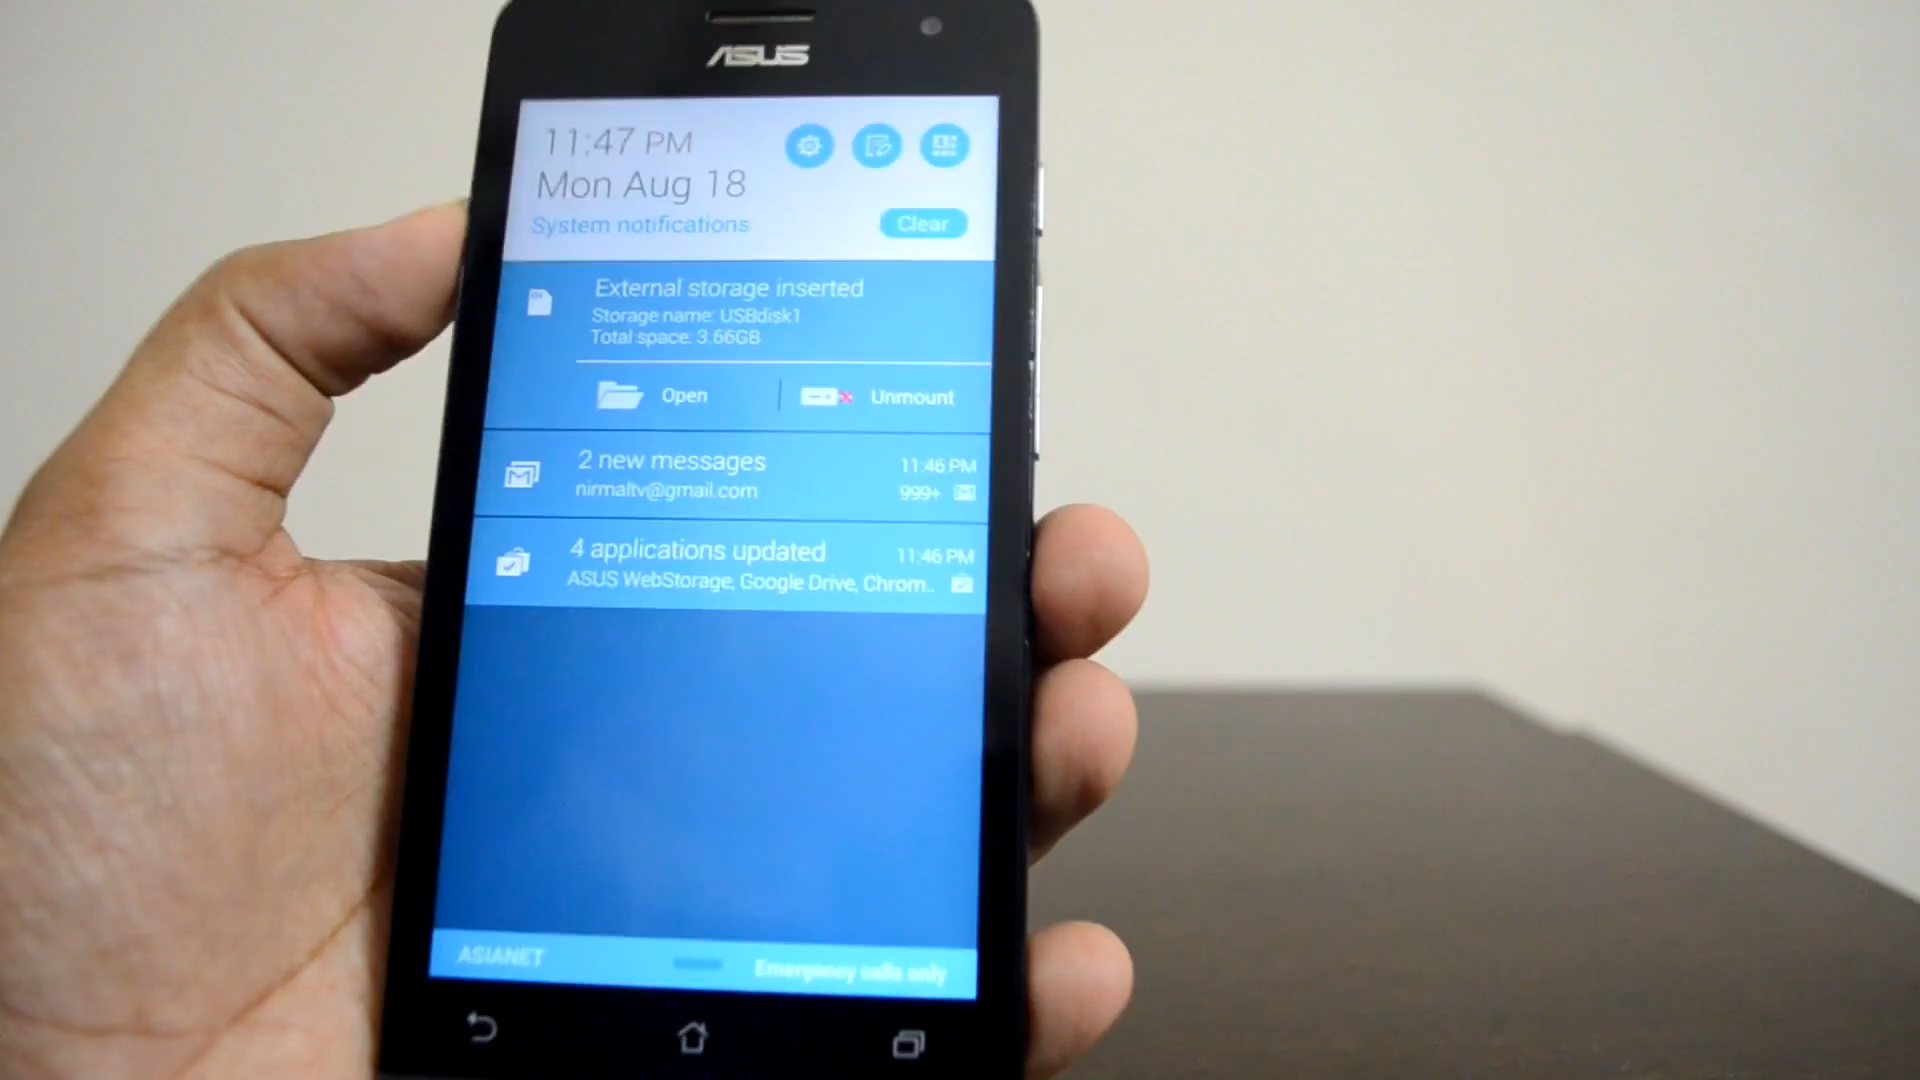 ASUS
11:47 PM
Mon Aug 18
System notifications
Clear
External storage inserted
Storage name: USBdisk1
Total space: 3.66GB
Open
Unmount
2 new messages
11:46 PM
nirmaltv@gmail.com
999+
4 applications updated
11:46 PM
ASUS WebStorage, Google Drive, Chrom..
ASIANET
Emergency calls only